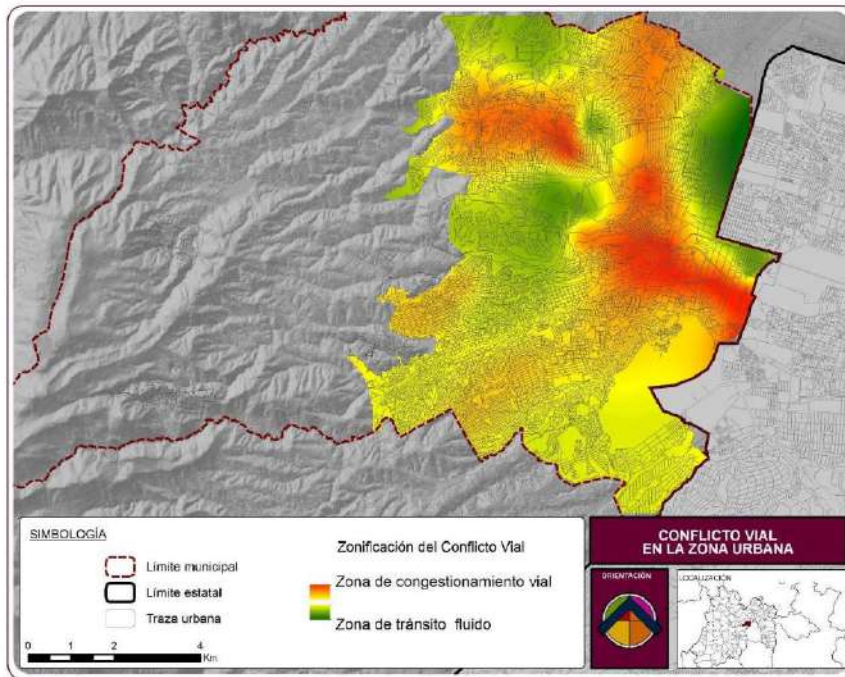 SIMBOLOGÍA
Límite municipal
Límite estatal
Traza urbana
0 1 2 4
Km
Zonificación del Conflicto Vial
Zona de congestionamiento vial
Zona de tránsito fluido
CONFLICTO VIAL
EN LA ZONA URBANA
ORIENTACIÓN
LOCALIZACIÓN